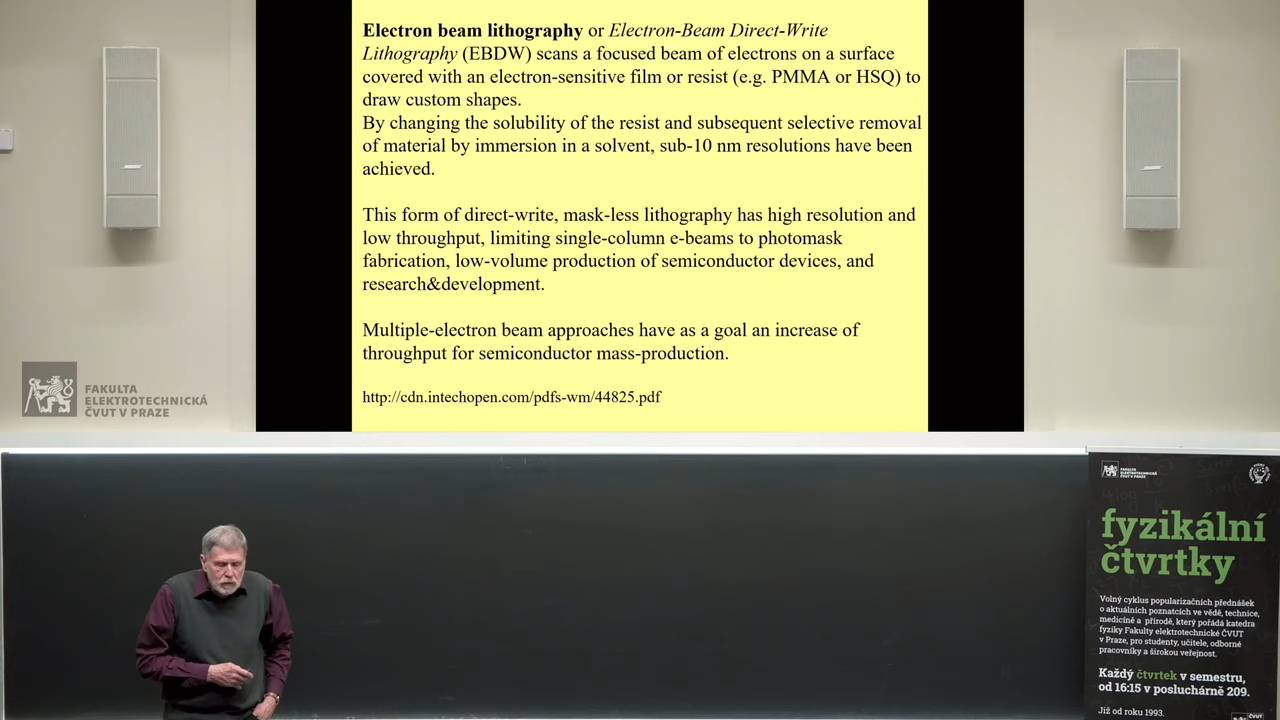 Electron beam lithography or Electron-Beam Direct-Write
Lithography (EBDW) scans a focused beam of electrons on a surface
covered with an electron-sensitive film or resist (e.g. PMMA or HSQ) to
draw custom shapes.
By changing the solubility of the resist and subsequent selective removal
of material by immersion in a solvent, sub-10 nm resolutions have been
achieved.
This form of direct-write, mask-less lithography has high resolution and
low throughput, limiting single-column e-beams to photomask
fabrication, low-volume production of semiconductor devices, and
research&development.
Multiple-electron beam approaches have as a goal an increase of
throughput for semiconductor mass-production.
http://cdn.intechopen.com/pdfs-wm/44825.pdf
FAKULTA
ELEKTROTECHNICKÁ
ČVUT V PRAZE
FAKULTA
ELEKTROTECHNICKÁ
ČVUT V PRAZE
fyzikální
čtvrtky
Volný cyklus popularizačních přednášek
o aktuálních poznatcích ve vědě, technice,
medicíně a přírodě, který pořádá katedra
fyziky Fakulty elektrotechnické ČVUT
v Praze, pro studenty, učitele, odborné
pracovníky a širokou veřejnost.
Každý čtvrtek v semestru,
od 16:15 v posluchárně 209.
Již od roku 1993.
ČVUT